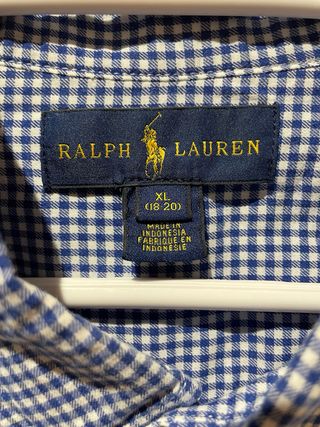 RALPH LAUREN
XL
(18-20)
MADE IN
INDONESIA
FABRIQUÉ EN
INDONÉSIE